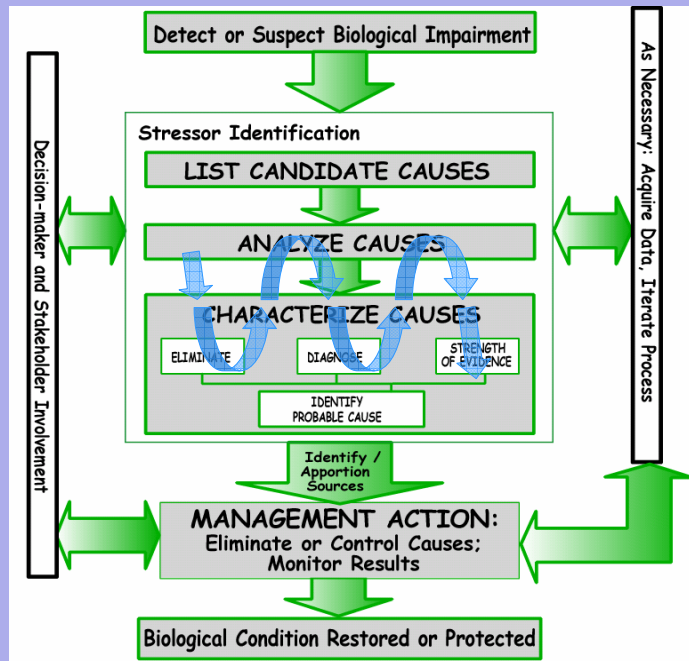 Detect or Suspect Biological Impairment
Stressor Identification
LIST CANDIDATE CAUSES
ANALYZE CAUSES
CHARACTERIZE CAUSES
ELIMINATE
DIAGNOSE
STRENGTH
OF EVIDENCE
IDENTIFY
PROBABLE CAUSE
Identify /
Apportion
Sources
MANAGEMENT ACTION:
Eliminate or Control Causes;
Monitor Results
Biological Condition Restored or Protected
Decision-maker and Stakeholder Involvement
As Necessary: Acquire Data, Iterate Process